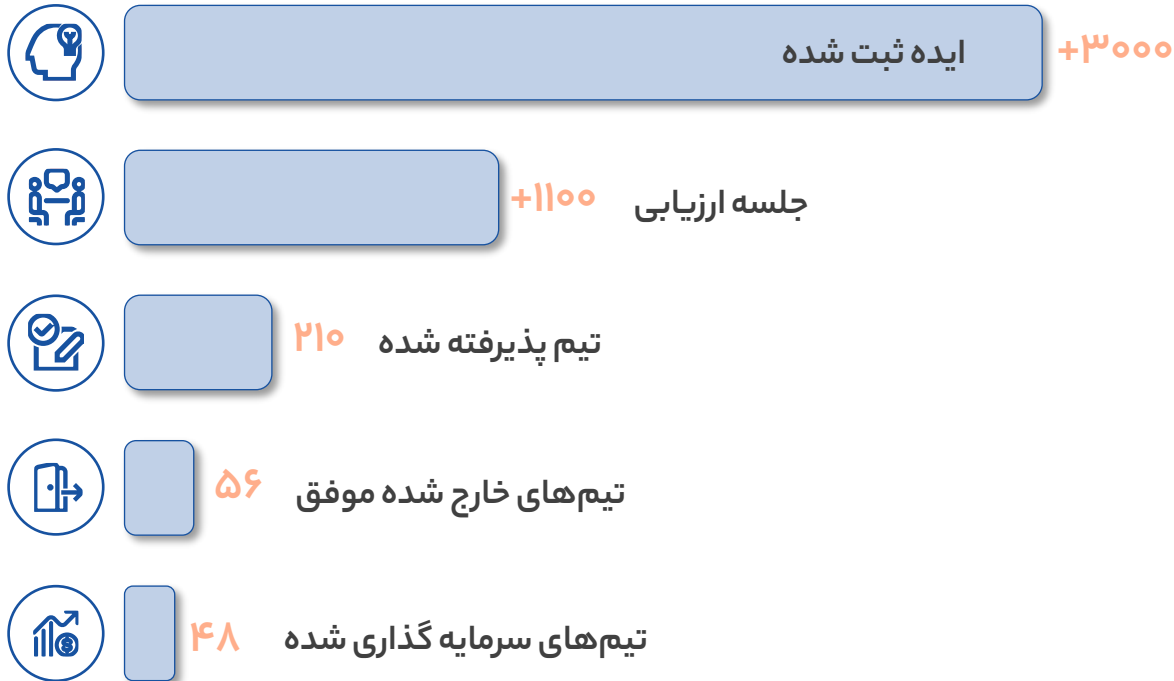 ایده ثبت شده +۳۰۰۰
جلسه ارزیابی +۱۱۰۰
تیم پذیرفته شده ۲۱۰
تیم‌های خارج شده موفق ۵۶
تیم‌های سرمایه گذاری شده ۴۸